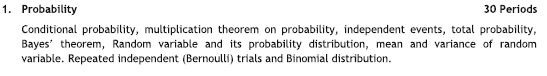 1. Probability 30 Periods
Conditional probability, multiplication theorem on probability, independent events, total probability,
Bayes' theorem, Random variable and its probability distribution, mean and variance of random
variable. Repeated independent (Bernoulli) trials and Binomial distribution.